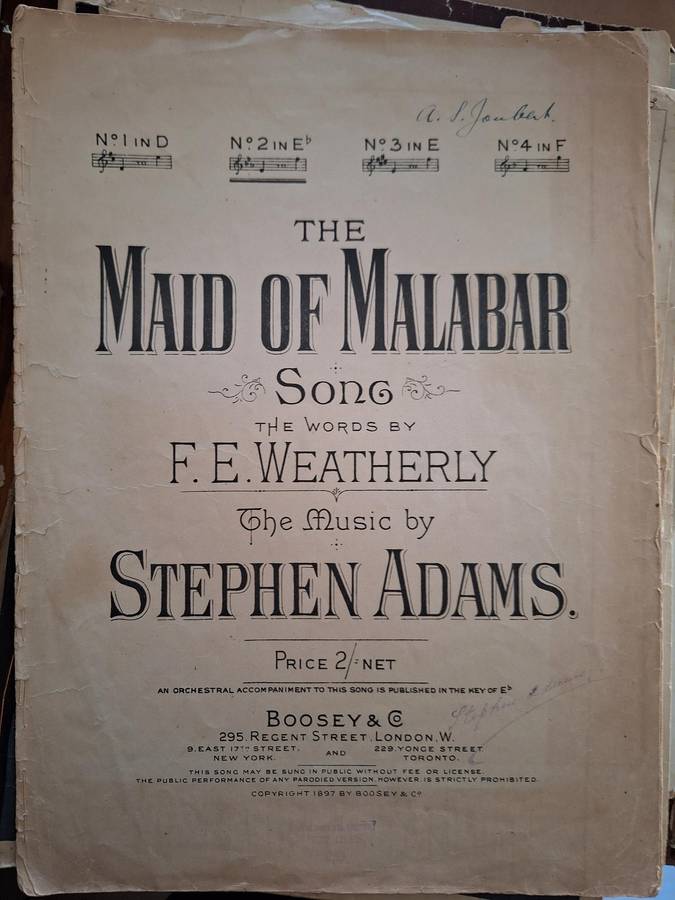 A. S. Joubert.
No. 1 IN D No. 2 IN E♭ No. 3 IN E No. 4 IN F
THE
MAID OF MALABAR
SONG
THE WORDS BY
F. E. WEATHERLY
The Music by
STEPHEN ADAMS.
PRICE 2/= NET
AN ORCHESTRAL ACCOMPANIMENT TO THIS SONG IS PUBLISHED IN THE KEY OF E♭
Stephen
BOOSEY & Co
295, REGENT STREET, LONDON, W.
9, EAST 17TH STREET, AND 229, YONGE STREET
NEW YORK. TORONTO.
THIS SONG MAY BE SUNG IN PUBLIC WITHOUT FEE OR LICENSE.
THE PUBLIC PERFORMANCE OF ANY PARODIED VERSION, HOWEVER IS STRICTLY PROHIBITED.
COPYRIGHT 1897 BY BOOSEY & Co